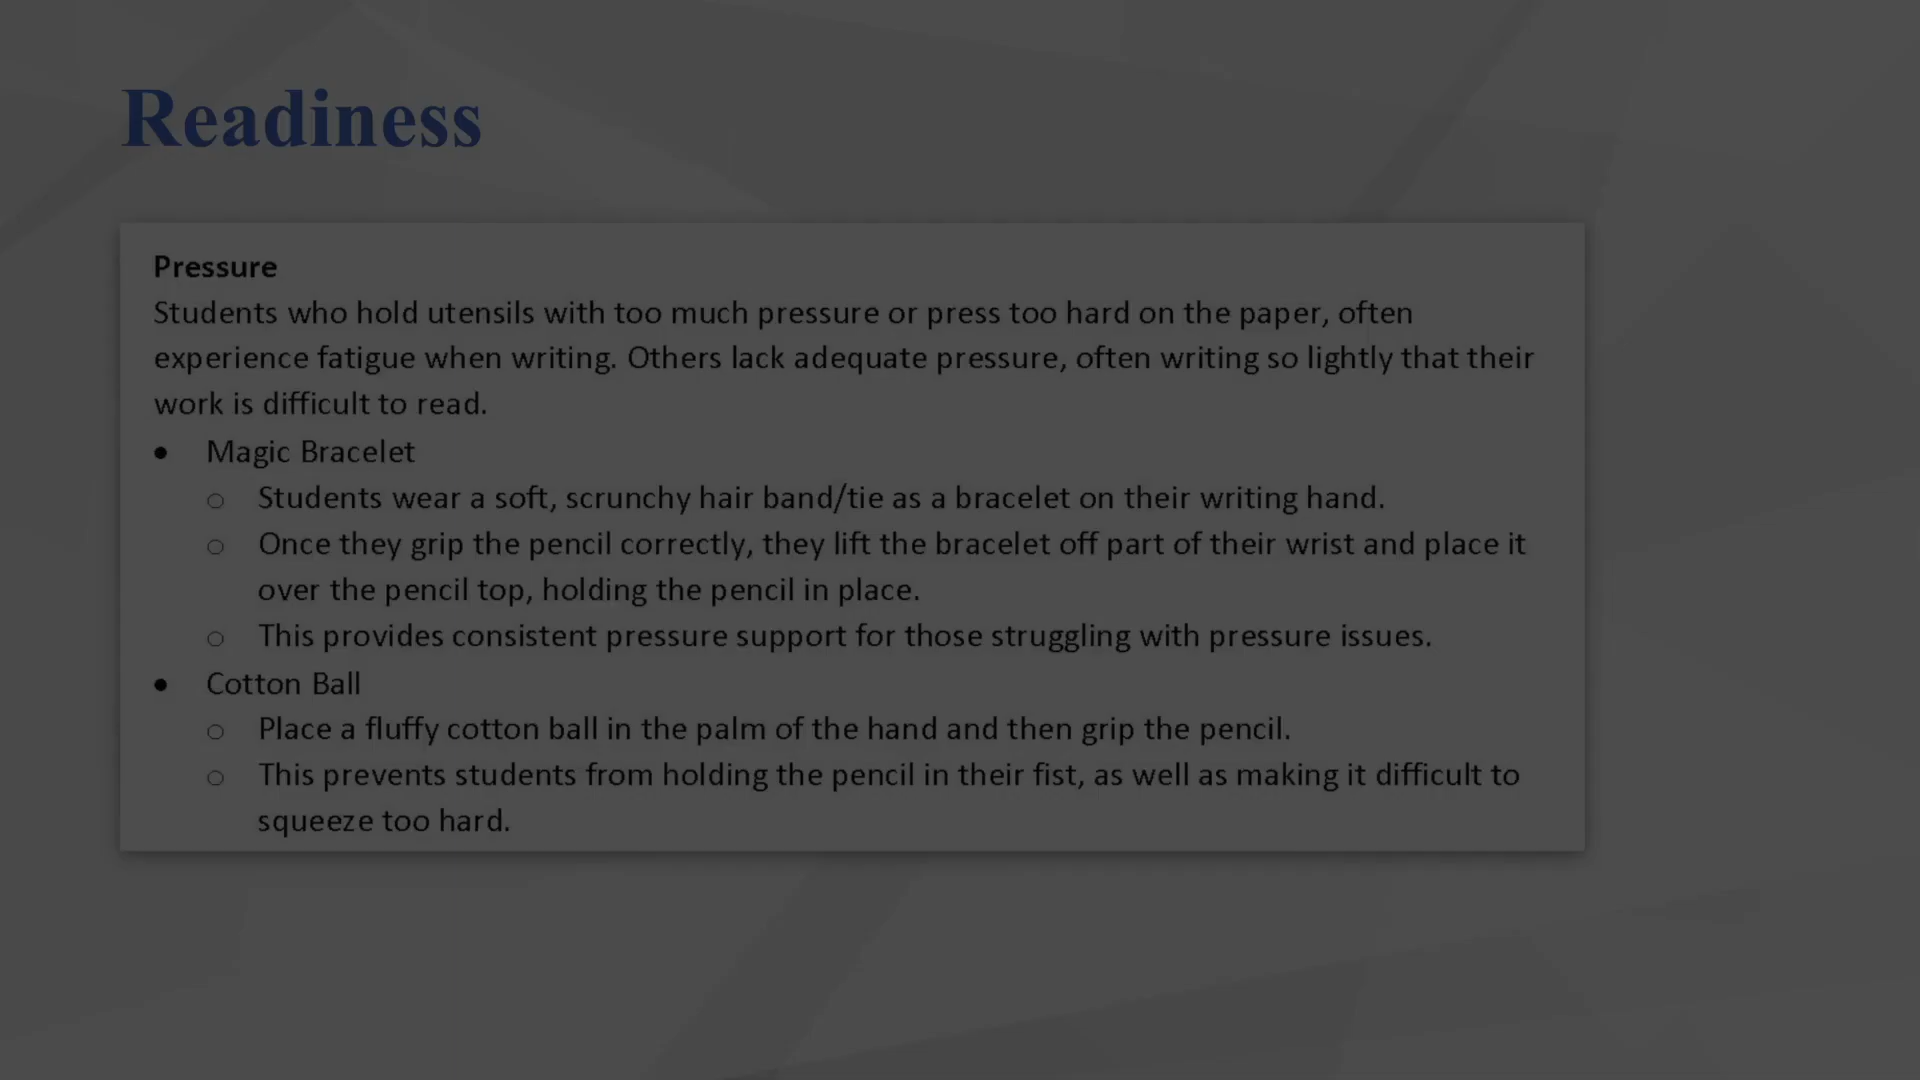 Readiness
Pressure
Students who hold utensils with too much pressure or press too hard on the paper, often
experience fatigue when writing. Others lack adequate pressure, often writing so lightly that their
work is difficult to read.
• Magic Bracelet
○ Students wear a soft, scrunchy hair band/tie as a bracelet on their writing hand.
○ Once they grip the pencil correctly, they lift the bracelet off part of their wrist and place it
over the pencil top, holding the pencil in place.
○ This provides consistent pressure support for those struggling with pressure issues.
• Cotton Ball
○ Place a fluffy cotton ball in the palm of the hand and then grip the pencil.
○ This prevents students from holding the pencil in their fist, as well as making it difficult to
squeeze too hard.